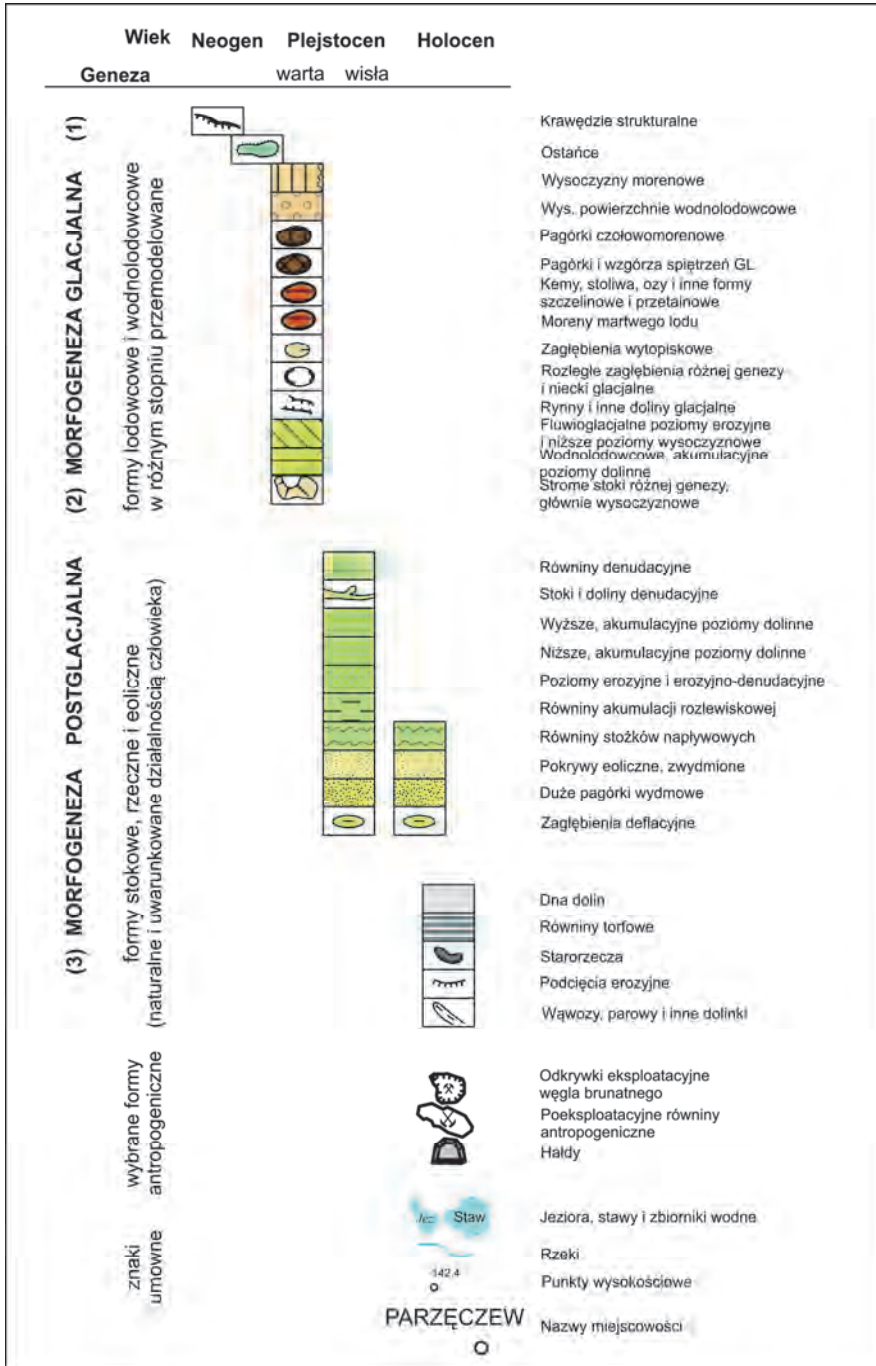 Wiek Neogen Plejstocen Holocen
Geneza warta wisła
(1)
Krawędzie strukturalne
Ostańce
(2) MORFOGENEZA GLACJALNA
formy lodowcowe i wodnolodowcowe
w różnym stopniu przemodelowane
Wysoczyzny morenowe
Wys. powierzchnie wodnolodowcowe
Pagórki czołowomorenowe
Pagórki i wzgórza spiętrzeń GL
Kemy, stoliwa, ozy i inne formy
szczelinowe i przetainowe
Moreny martwego lodu
Zagłębienia wytopiskowe
Rozległe zagłębienia różnej genezy
i niecki glacjalne
Rynny i inne doliny glacjalne
Fluwioglacjalne poziomy erozyjne
i niższe poziomy wysoczyznowe
Wodnolodowcowe, akumulacyjne
poziomy dolinne
Strome stoki różnej genezy,
głównie wysoczyznowe
(3) MORFOGENEZA POSTGLACJALNA
formy stokowe, rzeczne i eoliczne
(naturalne i uwarunkowane działalnością człowieka)
Równiny denudacyjne
Stoki i doliny denudacyjne
Wyższe, akumulacyjne poziomy dolinne
Niższe, akumulacyjne poziomy dolinne
Poziomy erozyjne i erozyjno-denudacyjne
Równiny akumulacji rozlewiskowej
Równiny stożków napływowych
Pokrywy eoliczne, zwydmione
Duże pagórki wydmowe
Zagłębienia deflacyjne
Dna dolin
Równiny torfowe
Starorzecza
Podcięcia erozyjne
Wąwozy, parowy i inne dolinki
wybrane formy
antropogeniczne
Odkrywki eksploatacyjne
węgla brunatnego
Poeksploatacyjne równiny
antropogeniczne
Hałdy
znaki
umowne
Jez Staw
Jeziora, stawy i zbiorniki wodne
Rzeki
142.4
Punkty wysokościowe
PARZĘCZEW
Nazwy miejscowości